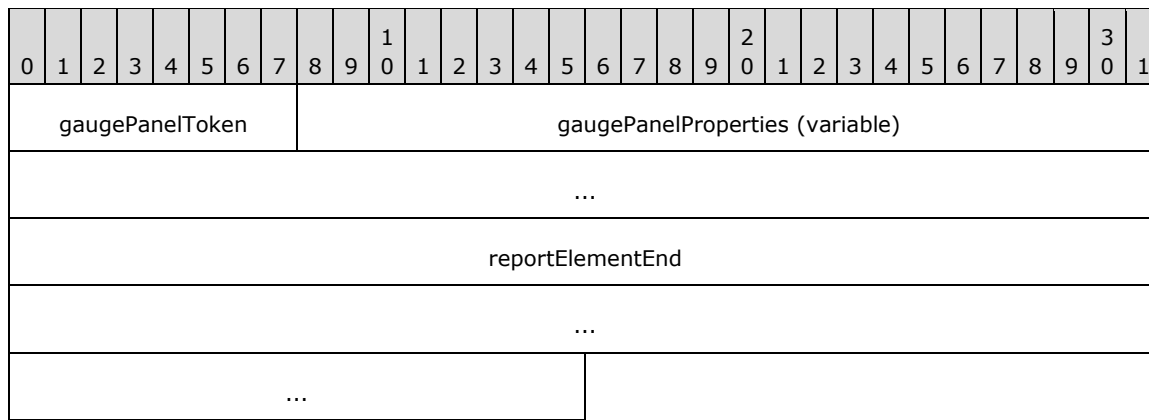 1 2 3
0 1 2 3 4 5 6 7 8 9 0 1 2 3 4 5 6 7 8 9 0 1 2 3 4 5 6 7 8 9 0 1
gaugePanelToken gaugePanelProperties (variable)
...
reportElementEnd
...
...